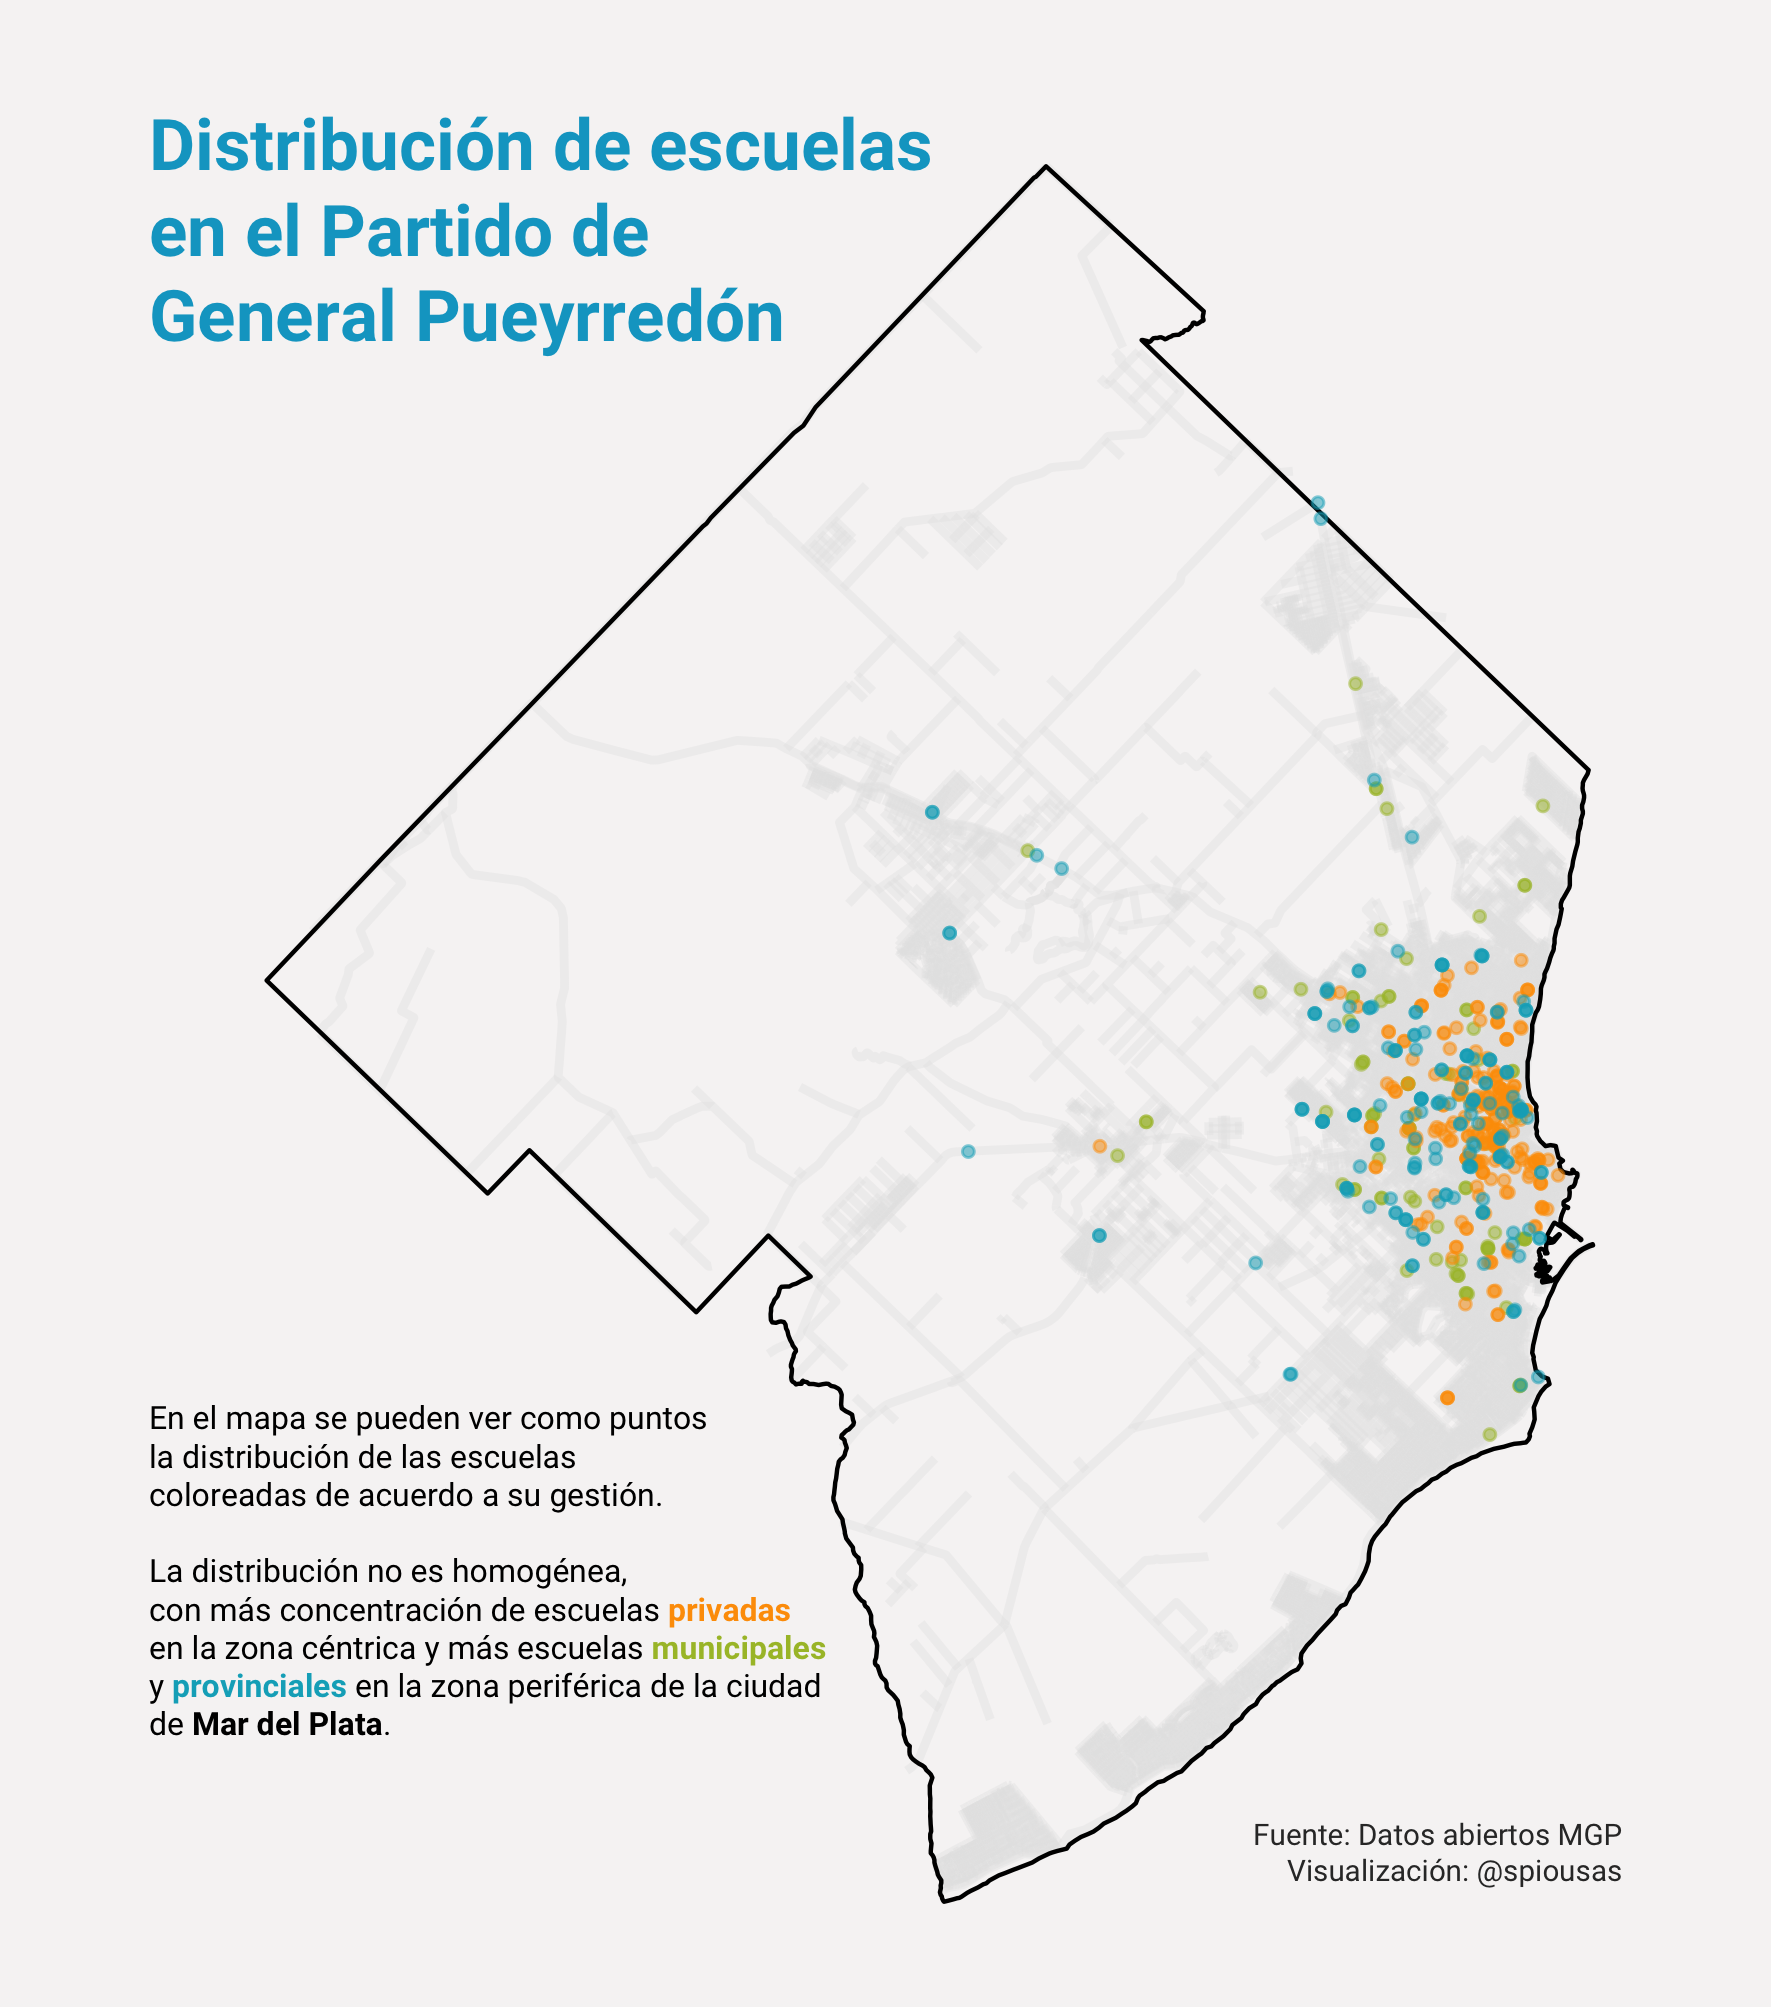 Distribución de escuelas
en el Partido de
General Pueyrredón
En el mapa se pueden ver como puntos
la distribución de las escuelas
coloreadas de acuerdo a su gestión.
La distribución no es homogénea,
con más concentración de escuelas privadas
en la zona céntrica y más escuelas municipales
y provinciales en la zona periférica de la ciudad
de Mar del Plata.
Fuente: Datos abiertos MGP
Visualización: @spiousas